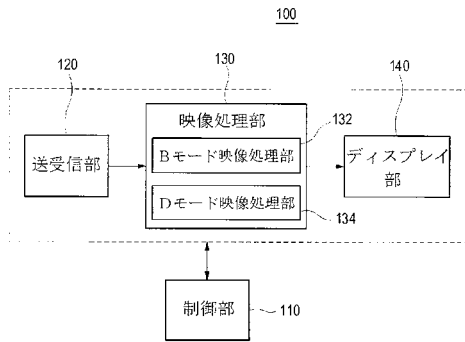 100
120
130
140
映像処理部
132
送受信部
Bモード映像処理部
ディスプレイ
部
Dモード映像処理部
134
制御部
110